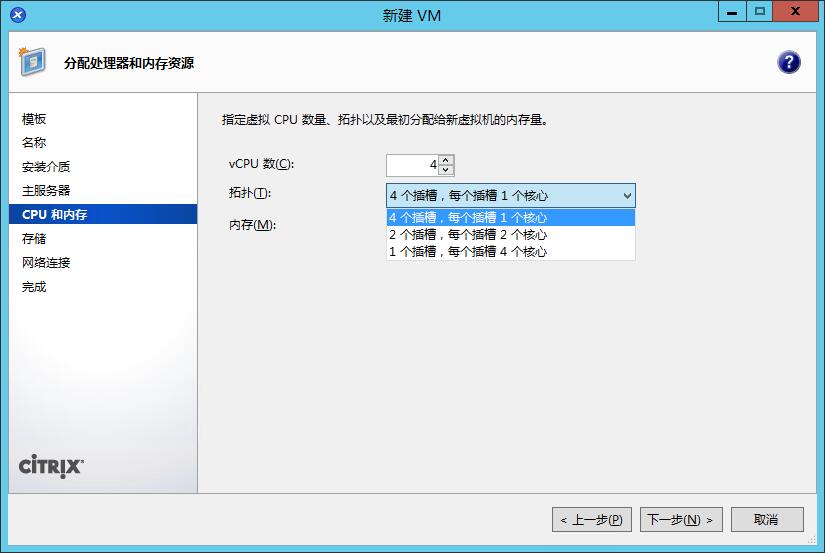 新建 VM
分配处理器和内存资源
?
模板
名称
安装介质
主服务器
CPU 和内存
存储
网络连接
完成
指定虚拟 CPU 数量、拓扑以及最初分配给新虚拟机的内存量。
vCPU 数(C): 4
拓扑(T): 4 个插槽，每个插槽 1 个核心
内存(M): 4 个插槽，每个插槽 1 个核心
2 个插槽，每个插槽 2 个核心
1 个插槽，每个插槽 4 个核心
CiTRIX
< 上一步(P) 下一步(N) > 取消